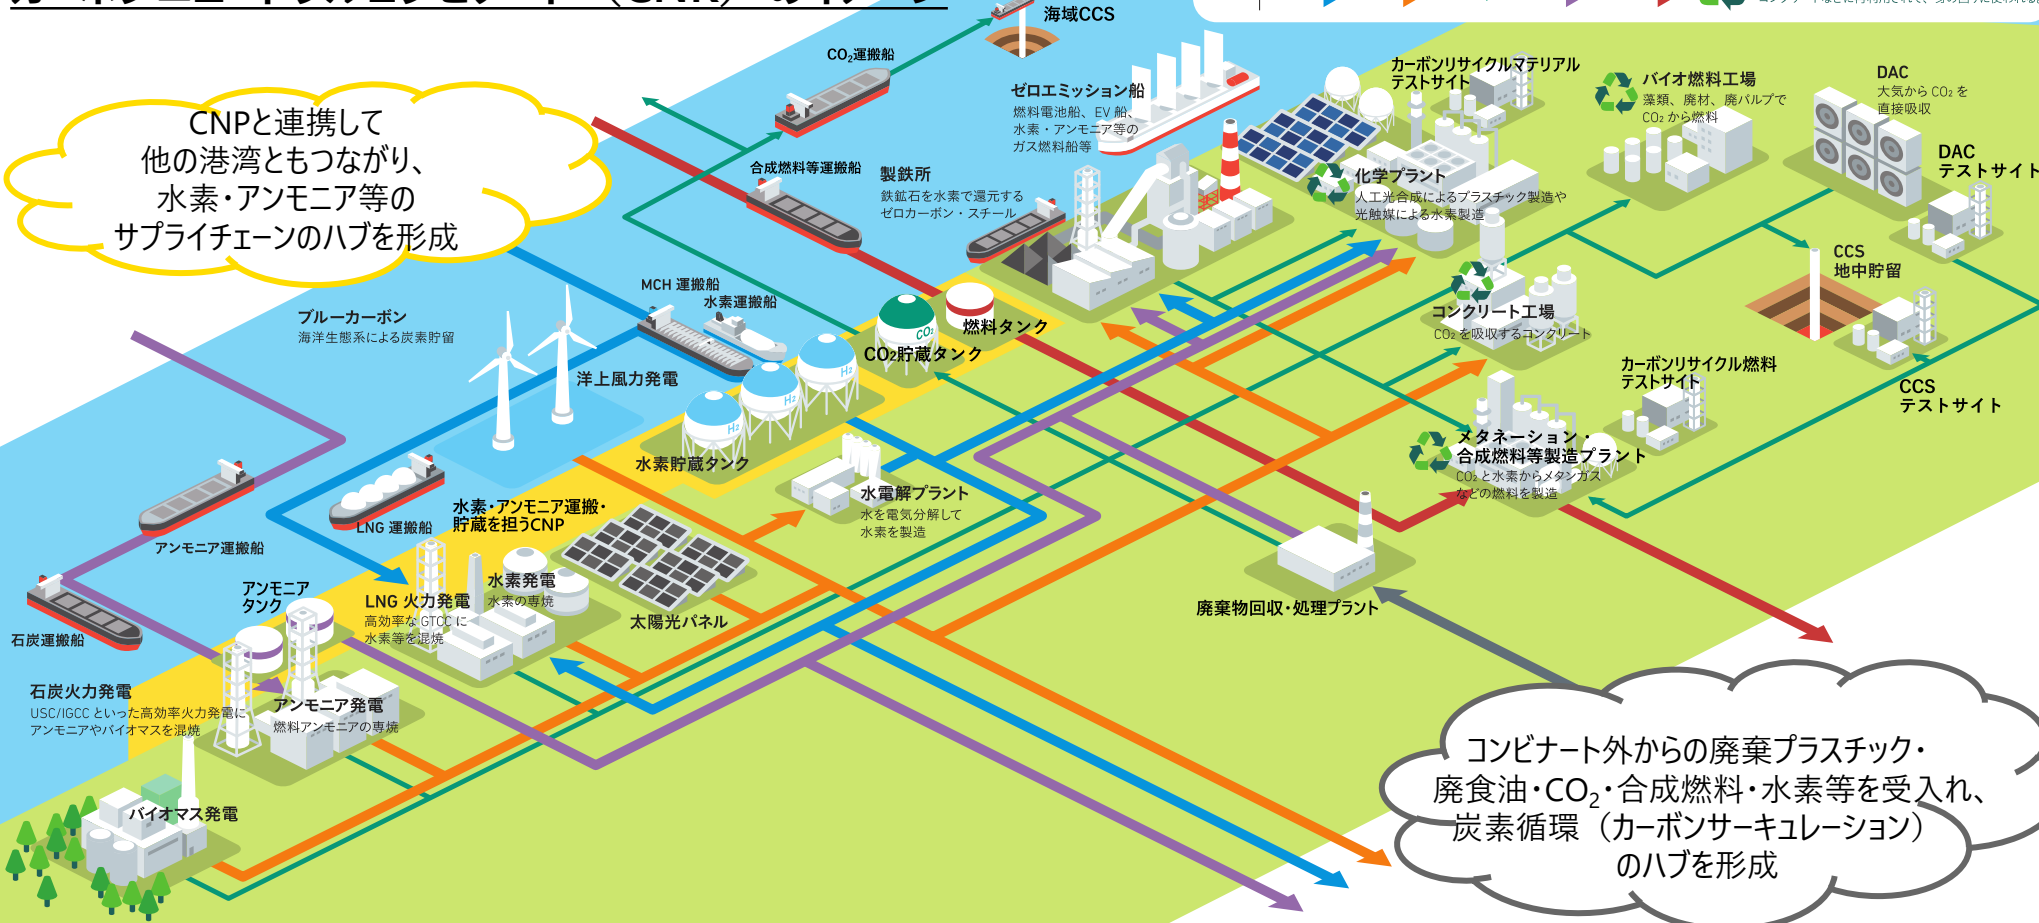 海域CCS
CO₂運搬船
CNPと連携して
他の港湾ともつながり、
水素・アンモニア等の
サプライチェーンのハブを形成
ゼロエミッション船
燃料電池船、EV 船、
水素・アンモニア等の
ガス燃料船等
カーボンリサイクルマテリアル
テストサイト
バイオ燃料工場
藻類、廃材、廃パルプで
CO₂ から燃料
DAC
大気から CO₂ を
直接吸収
DAC
テストサイト
合成燃料等運搬船
製鉄所
鉄鉱石を水素で還元する
ゼロカーボン・スチール
化学プラント
人工光合成によるプラスチック製造や
光触媒による水素製造
CCS
地中貯留
MCH 運搬船
水素運搬船
ブルーカーボン
海洋生態系による炭素貯留
燃料タンク
CO₂
CO₂貯蔵タンク
コンクリート工場
CO₂ を吸収するコンクリート
洋上風力発電
カーボンリサイクル燃料
テストサイト
CCS
テストサイト
H₂
H₂
H₂
水素貯蔵タンク
メタネーション・
合成燃料等製造プラント
CO₂ と水素からメタンガス
などの燃料を製造
水電解プラント
水を電気分解して
水素を製造
水素・アンモニア運搬・
貯蔵を担うCNP
LNG 運搬船
アンモニア運搬船
アンモニア
タンク
LNG 火力発電
高効率な GTCC に
水素等を混焼
水素発電
水素の専焼
太陽光パネル
廃棄物回収・処理プラント
石炭運搬船
石炭火力発電
USC/IGCC といった高効率火力発電に
アンモニアやバイオマスを混焼
アンモニア発電
燃料アンモニアの専焼
バイオマス発電
コンビナート外からの廃棄プラスチック・
廃食油・CO₂・合成燃料・水素等を受入れ、
炭素循環（カーボンサーキュレーション）
のハブを形成